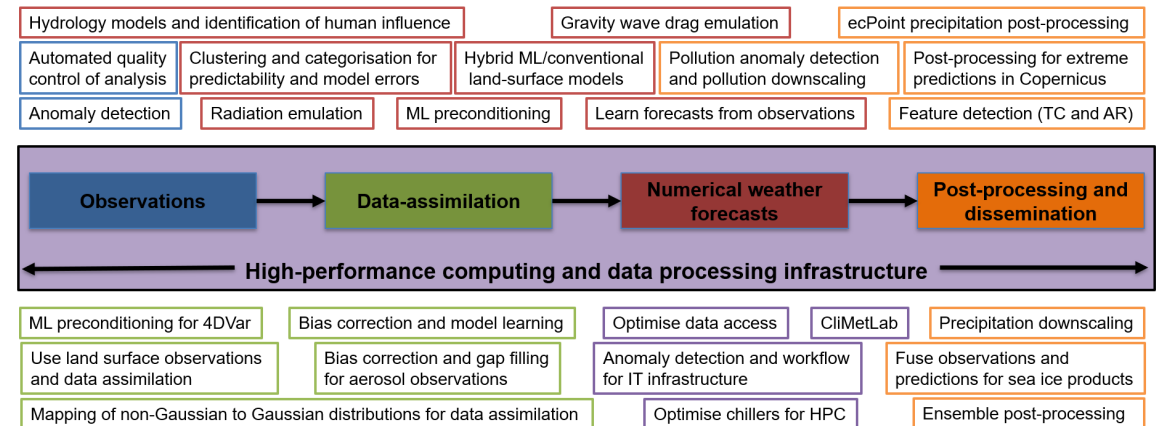 Hydrology models and identification of human influence
Gravity wave drag emulation
ecPoint precipitation post-processing
Automated quality
control of analysis
Clustering and categorisation for
predictability and model errors
Hybrid ML/conventional
land-surface models
Pollution anomaly detection
and pollution downscaling
Post-processing for extreme
predictions in Copernicus
Anomaly detection
Radiation emulation
ML preconditioning
Learn forecasts from observations
Feature detection (TC and AR)
Observations
Data-assimilation
Numerical weather
forecasts
Post-processing and
dissemination
High-performance computing and data processing infrastructure
ML preconditioning for 4DVar
Bias correction and model learning
Optimise data access
CliMetLab
Precipitation downscaling
Use land surface observations
and data assimilation
Bias correction and gap filling
for aerosol observations
Anomaly detection and workflow
for IT infrastructure
Fuse observations and
predictions for sea ice products
Mapping of non-Gaussian to Gaussian distributions for data assimilation
Optimise chillers for HPC
Ensemble post-processing